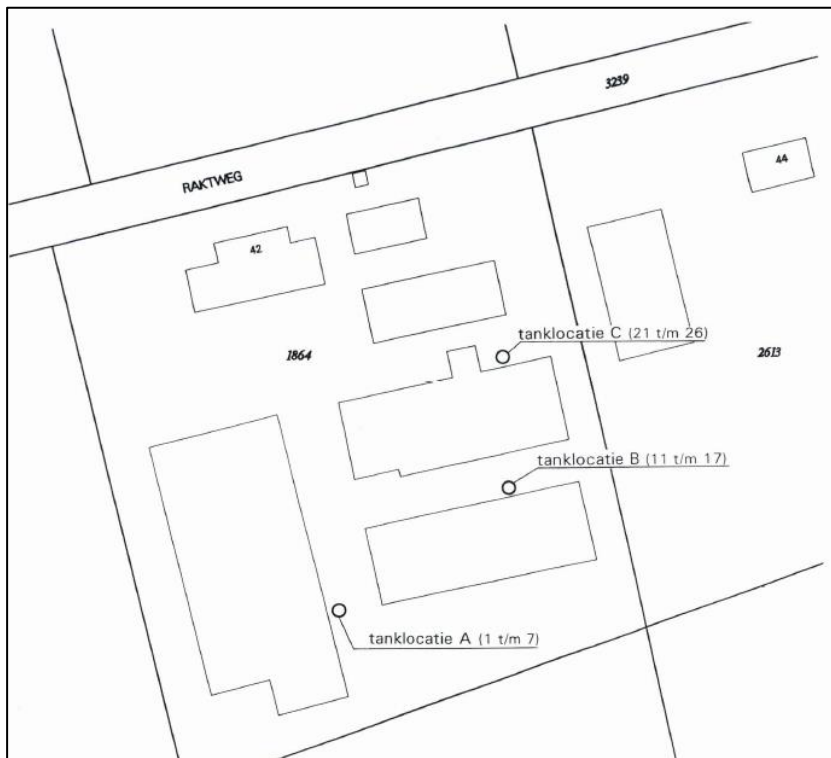 3239
RAKTWEG
44
42
tanklocatie C (21 t/m 26)
1864
2613
tanklocatie B (11 t/m 17)
tanklocatie A (1 t/m 7)